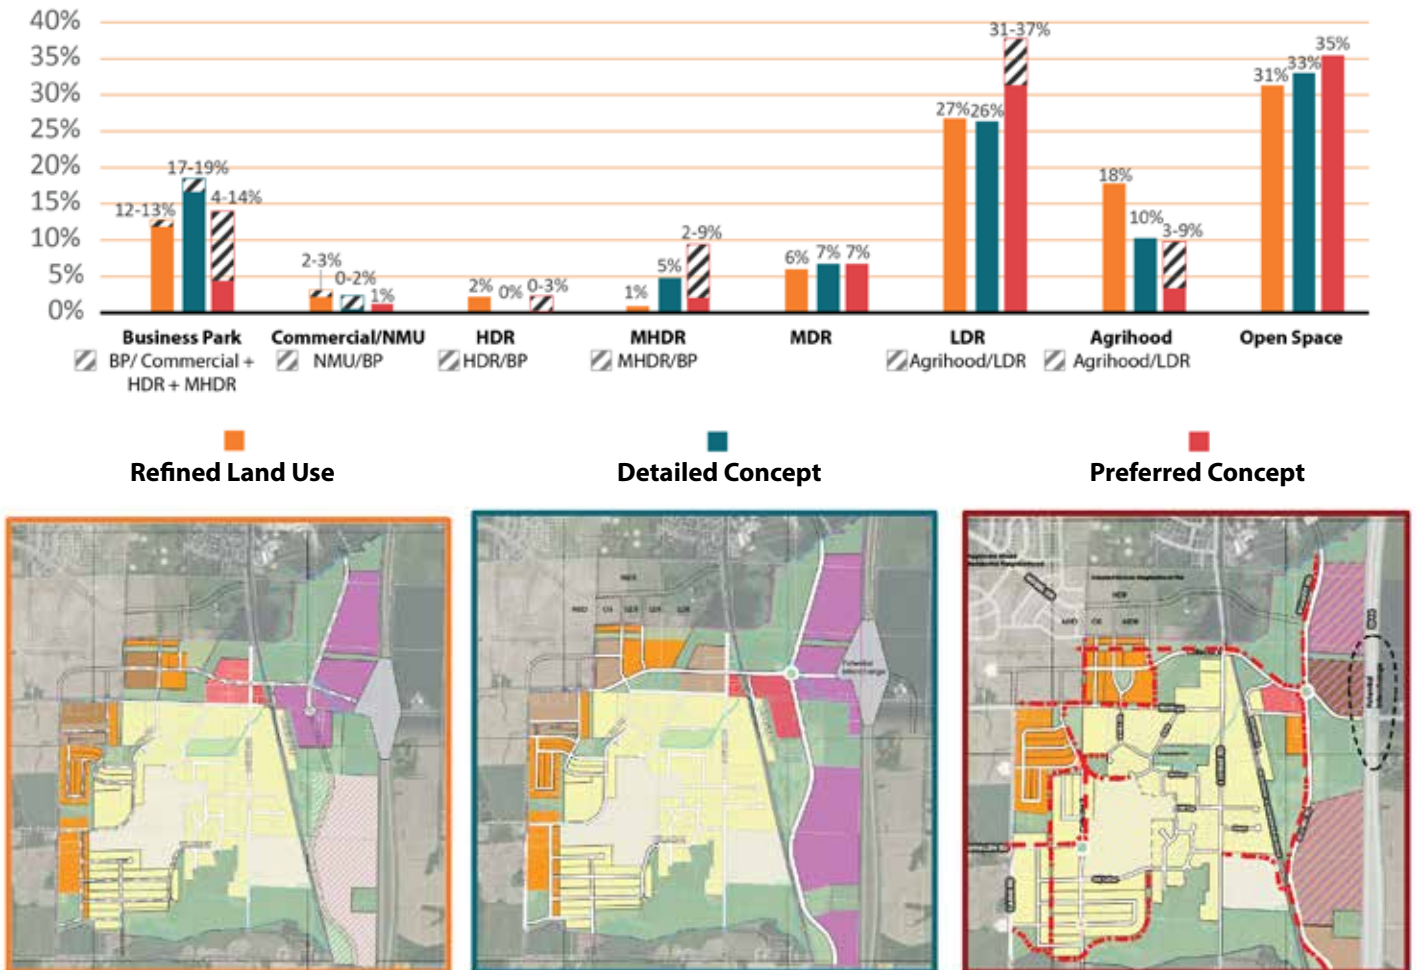 40%
35%
30%
25%
20%
15%
10%
5%
0%
12-13%
17-19%
4-14%
2-3%
0-2%
1%
2%
0%
0-3%
1%
5%
2-9%
6%
7%
7%
27%
26%
31-37%
18%
10%
3-9%
31%
33%
35%
Business Park
BP/ Commercial +
HDR + MHDR
Commercial/NMU
NMU/BP
HDR
HDR/BP
MHDR
MHDR/BP
MDR
LDR
Agrihood/LDR
Agrihood
Agrihood/LDR
Open Space
Refined Land Use
Detailed Concept
Preferred Concept
Potential
Interchange